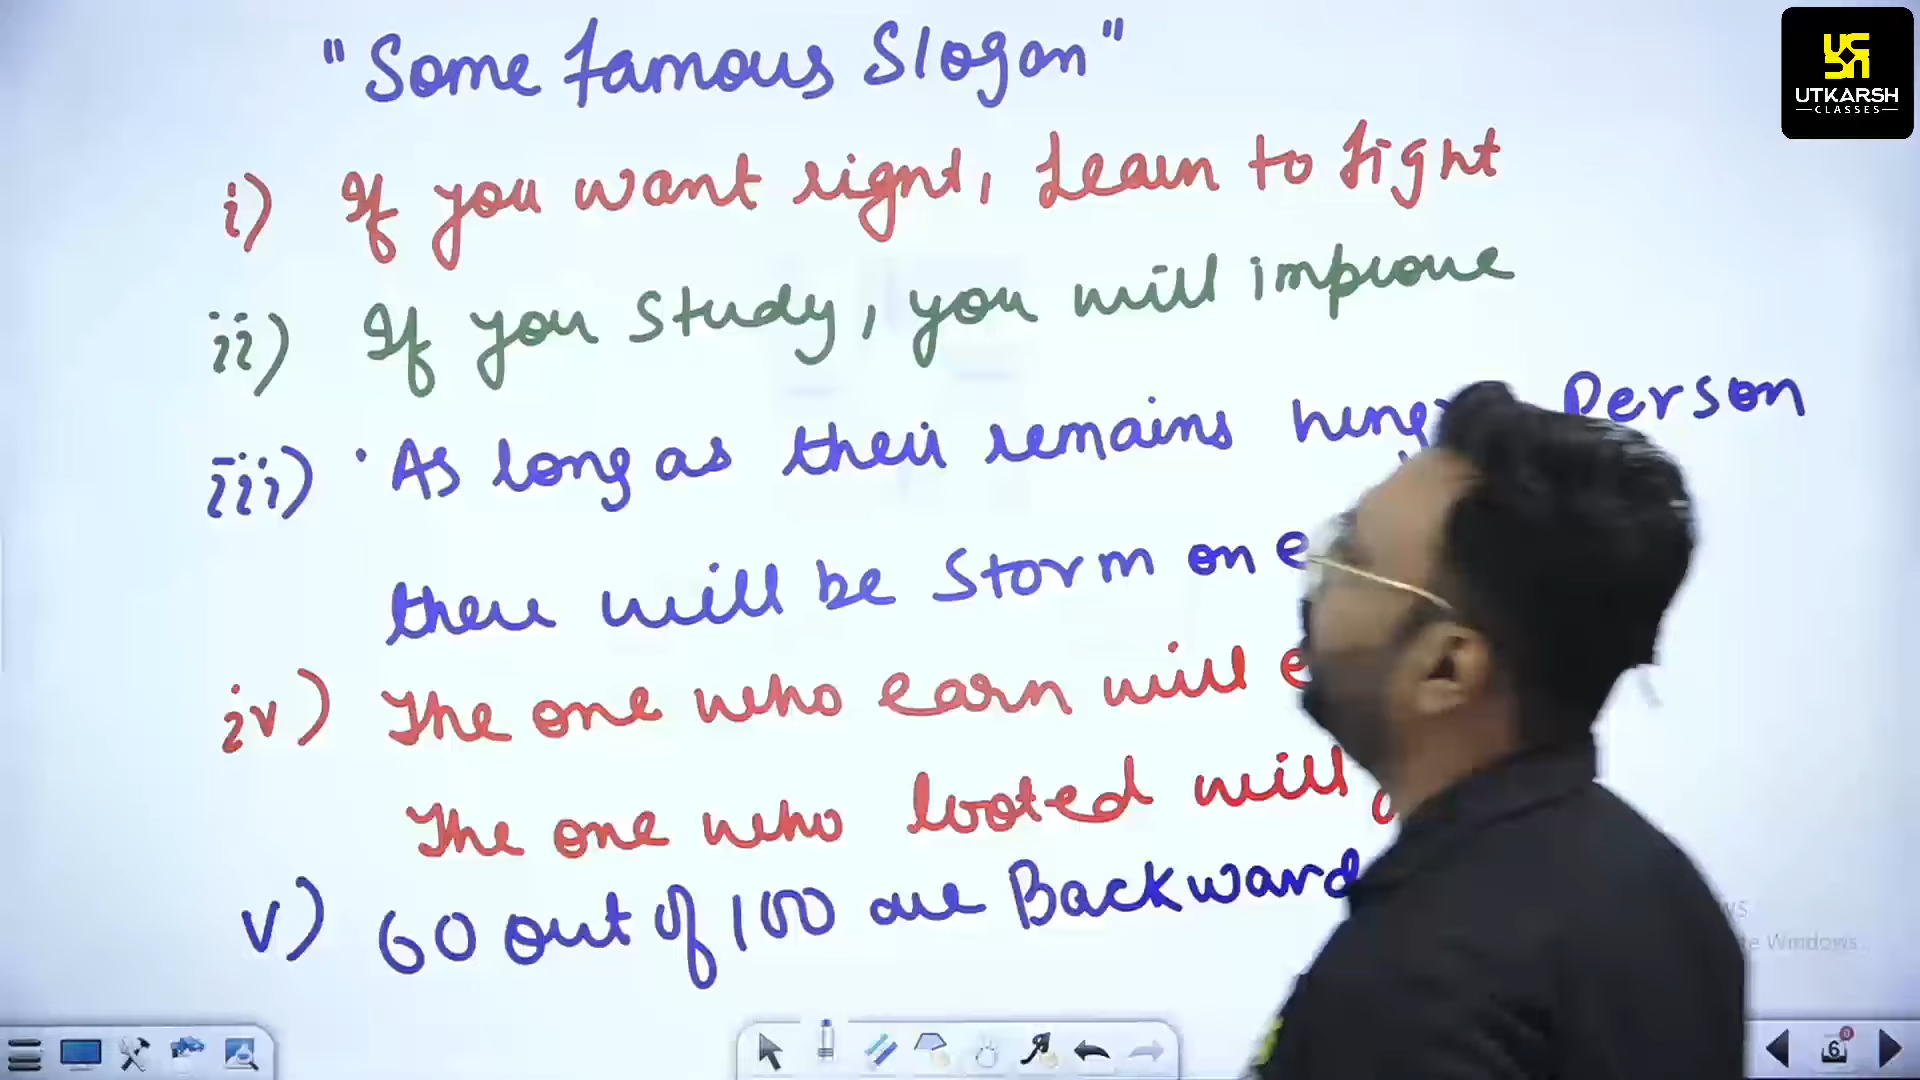 "Some famous Slogan"
UTKARSH
CLASSES
i) If you want right, Learn to fight
ii) If you study, you will improve
iii) As long as their remains Person
there will be Storm on
iv) The one who earn will
The one who looted will
v) 60 out of 100 are Backward
Windows
6